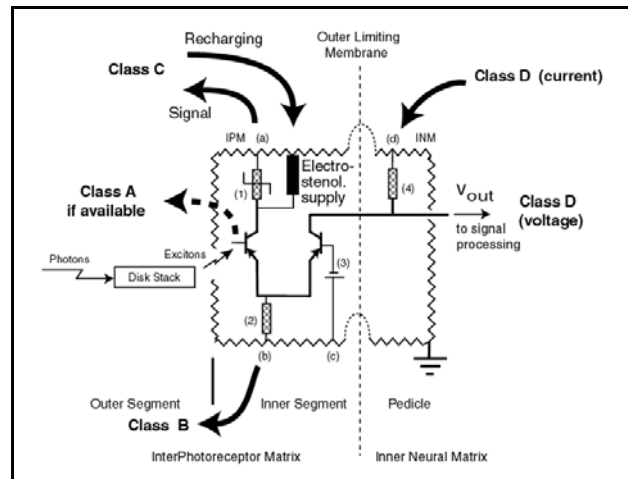 Recharging
Outer Limiting
Membrane
Class C
Class D (current)
Signal
IPM (a)
(d)
INM
Electro-
stenol.
supply
(1)
(4)
Class A
if available
Vout
Class D
(voltage)
to signal
processing
Excitons
Photons
Disk Stack
(3)
(2)
(b)
(c)
Outer Segment
Inner Segment
Pedicle
Class B
InterPhotoreceptor Matrix
Inner Neural Matrix